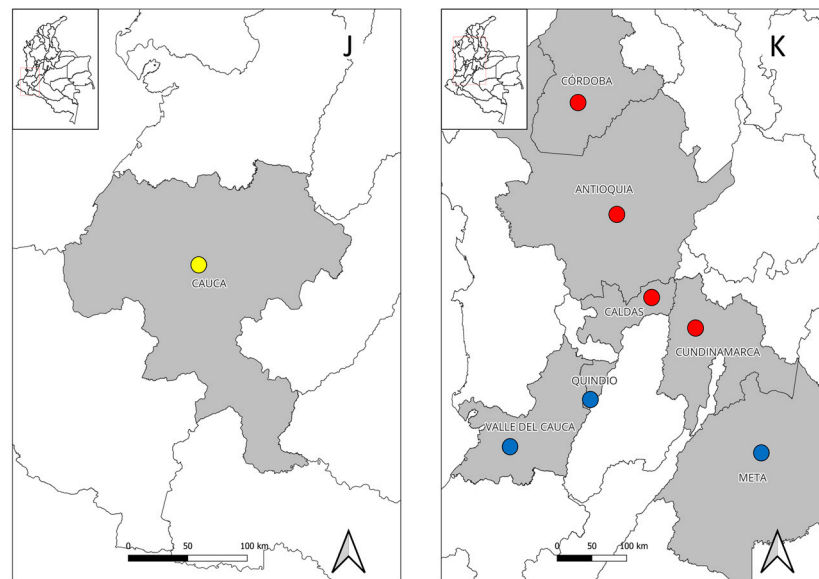 J
CAUCA
0 50 100 km
K
CÓRDOBA
ANTIOQUIA
CALDAS
CUNDINAMARCA
QUINDIO
VALLE DEL CAUCA
META
0 50 100 km